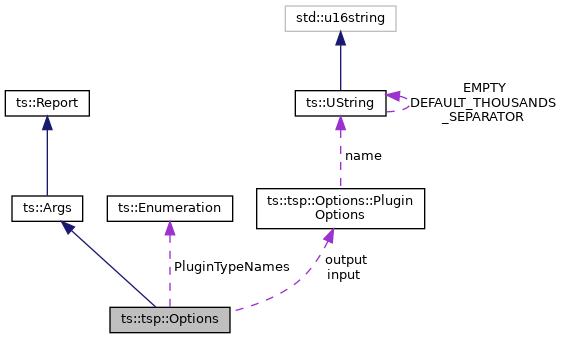 std::u16string
ts::Report
ts::UString
EMPTY
DEFAULT_THOUSANDS
_SEPARATOR
name
ts::Args
ts::Enumeration
ts::tsp::Options::Plugin
Options
PluginTypeNames
output
input
ts::tsp::Options